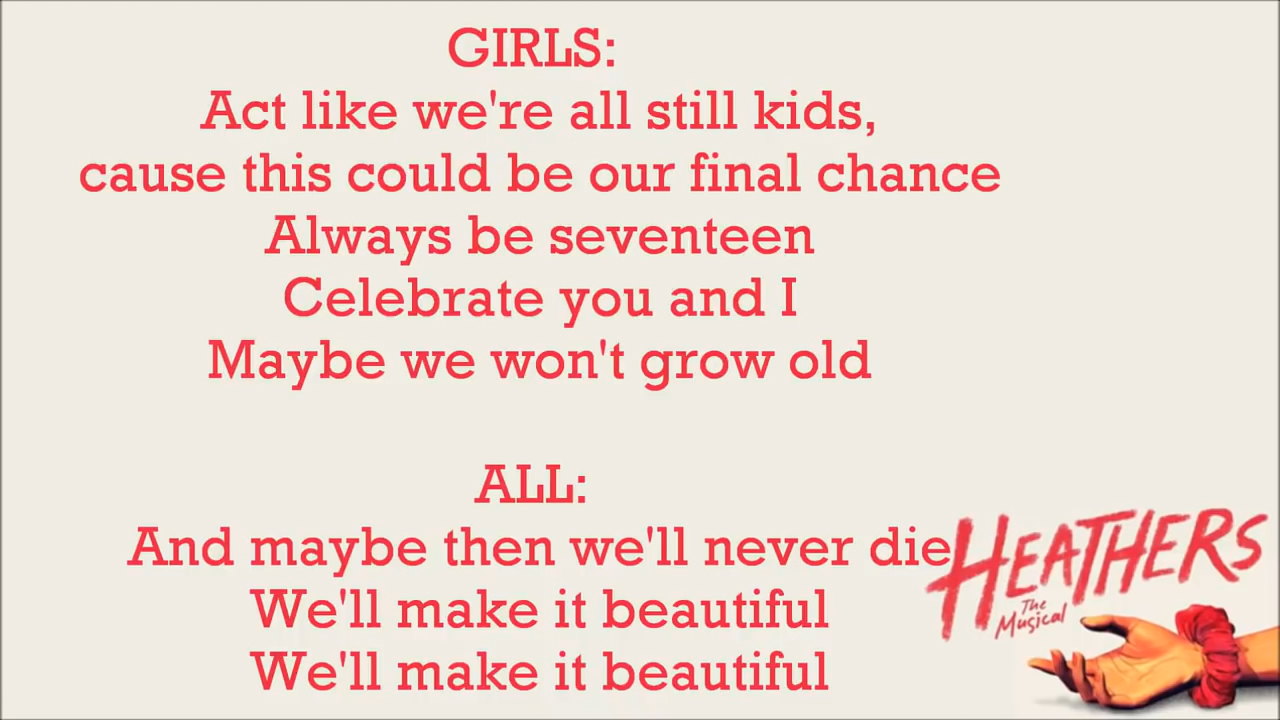 GIRLS:
Act like we're all still kids,
cause this could be our final chance
Always be seventeen
Celebrate you and I
Maybe we won't grow old
ALL:
And maybe then we'll never die
We'll make it beautiful
We'll make it beautiful
HEATHERS
The
Musical